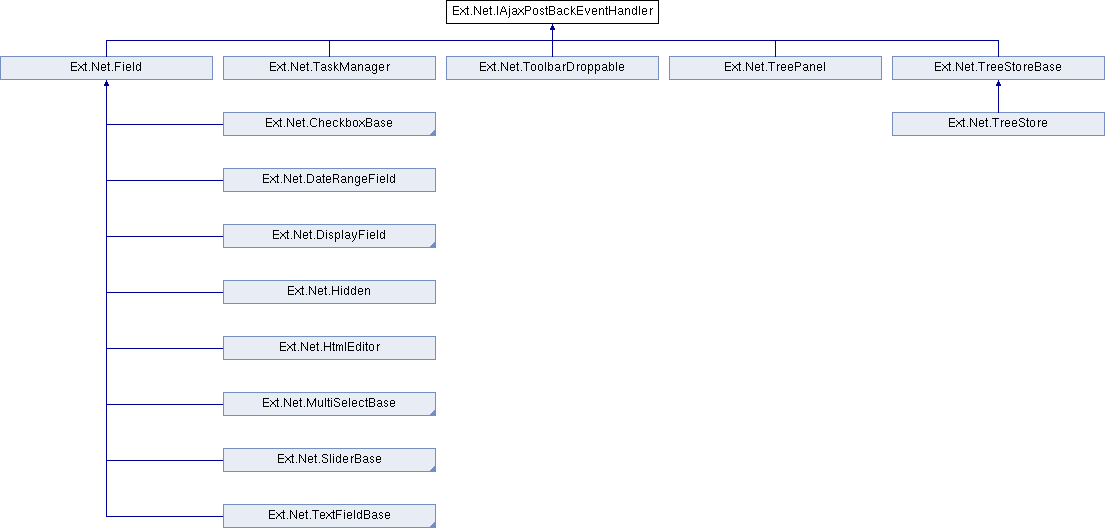 Ext.Net.IAjaxPostBackEventHandler
Ext.Net.Field
Ext.Net.TaskManager
Ext.Net.ToolbarDroppable
Ext.Net.TreePanel
Ext.Net.TreeStoreBase
Ext.Net.CheckboxBase
Ext.Net.TreeStore
Ext.Net.DateRangeField
Ext.Net.DisplayField
Ext.Net.Hidden
Ext.Net.HtmlEditor
Ext.Net.MultiSelectBase
Ext.Net.SliderBase
Ext.Net.TextFieldBase